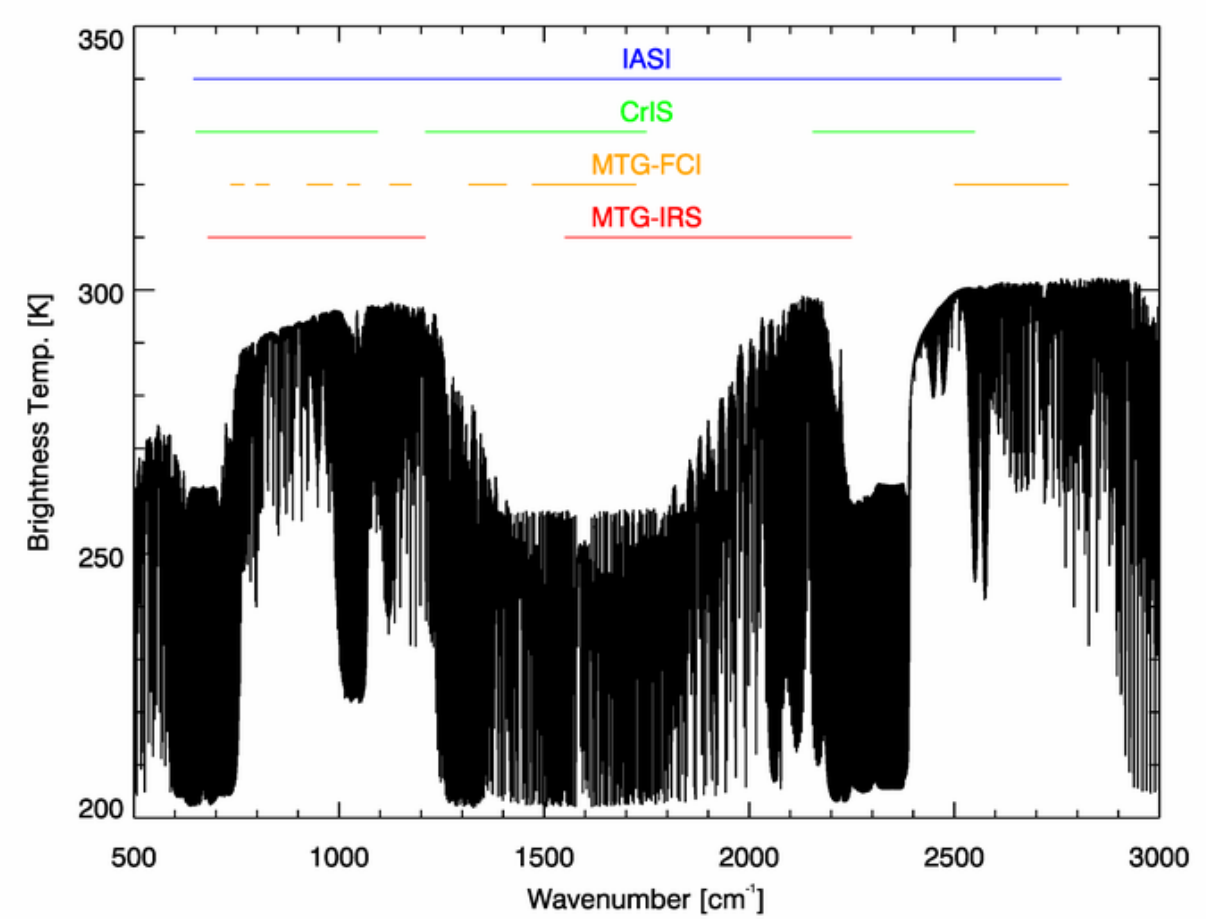 350
IASI
CrIS
MTG-FCI
MTG-IRS
300
250
200
Brightness Temp. [K]
500 1000 1500 2000 2500 3000
Wavenumber [cm⁻¹]